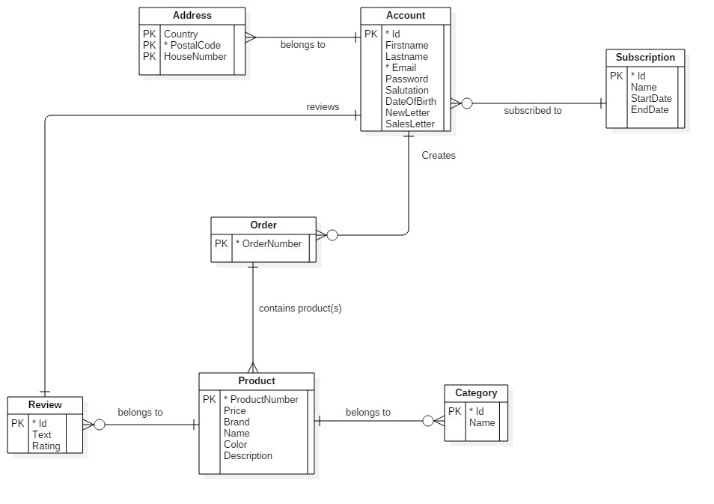 Address
PK Country
PK * PostalCode
PK HouseNumber
belongs to
Account
PK * Id
Firstname
Lastname
* Email
Password
Salutation
DateOfBirth
NewLetter
SalesLetter
subscribed to
Subscription
PK * Id
Name
StartDate
EndDate
reviews
Creates
Order
PK * OrderNumber
contains product(s)
Product
PK * ProductNumber
Price
Brand
Name
Color
Description
belongs to
Category
PK * Id
Name
belongs to
Review
PK * Id
Text
Rating